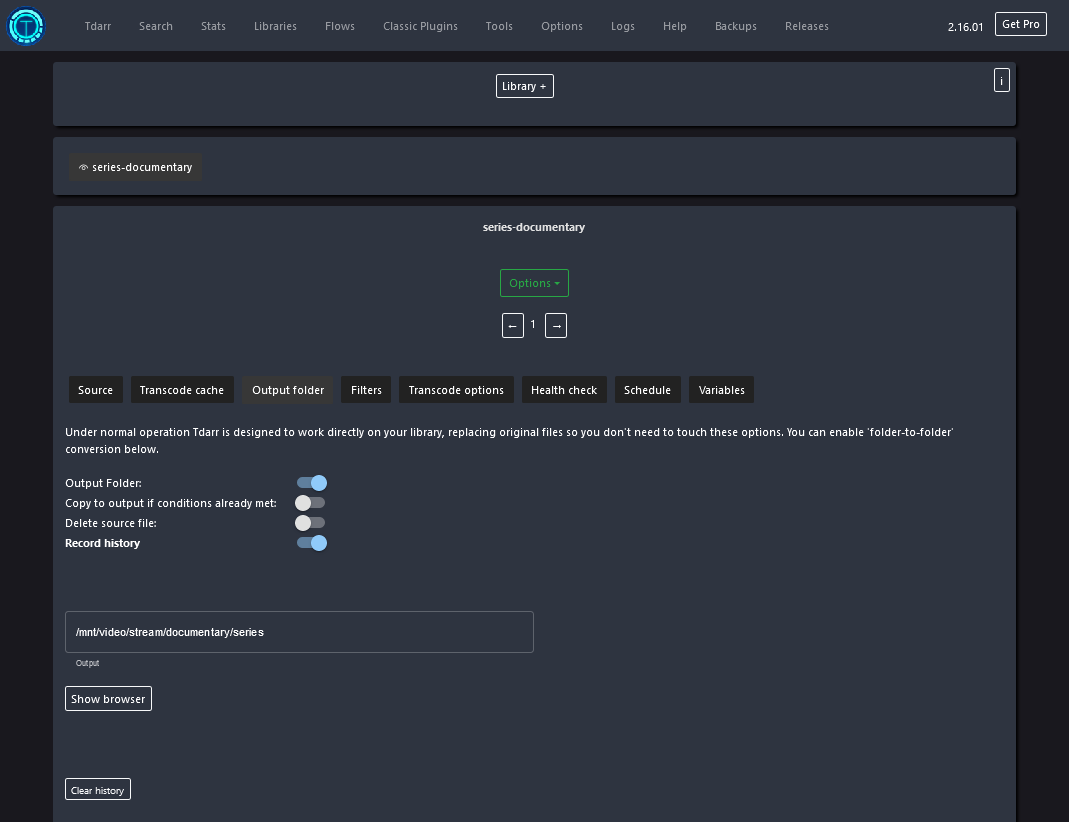 T
Tdarr Search Stats Libraries Flows Classic Plugins Tools Options Logs Help Backups Releases 2.16.01 Get Pro
Library +
i
series-documentary
series-documentary
Options
← 1 →
Source Transcode cache Output folder Filters Transcode options Health check Schedule Variables
Under normal operation Tdarr is designed to work directly on your library, replacing original files so you don't need to touch these options. You can enable 'folder-to-folder'
conversion below.
Output Folder:
Copy to output if conditions already met:
Delete source file:
Record history
/mnt/video/stream/documentary/series
Output
Show browser
Clear history